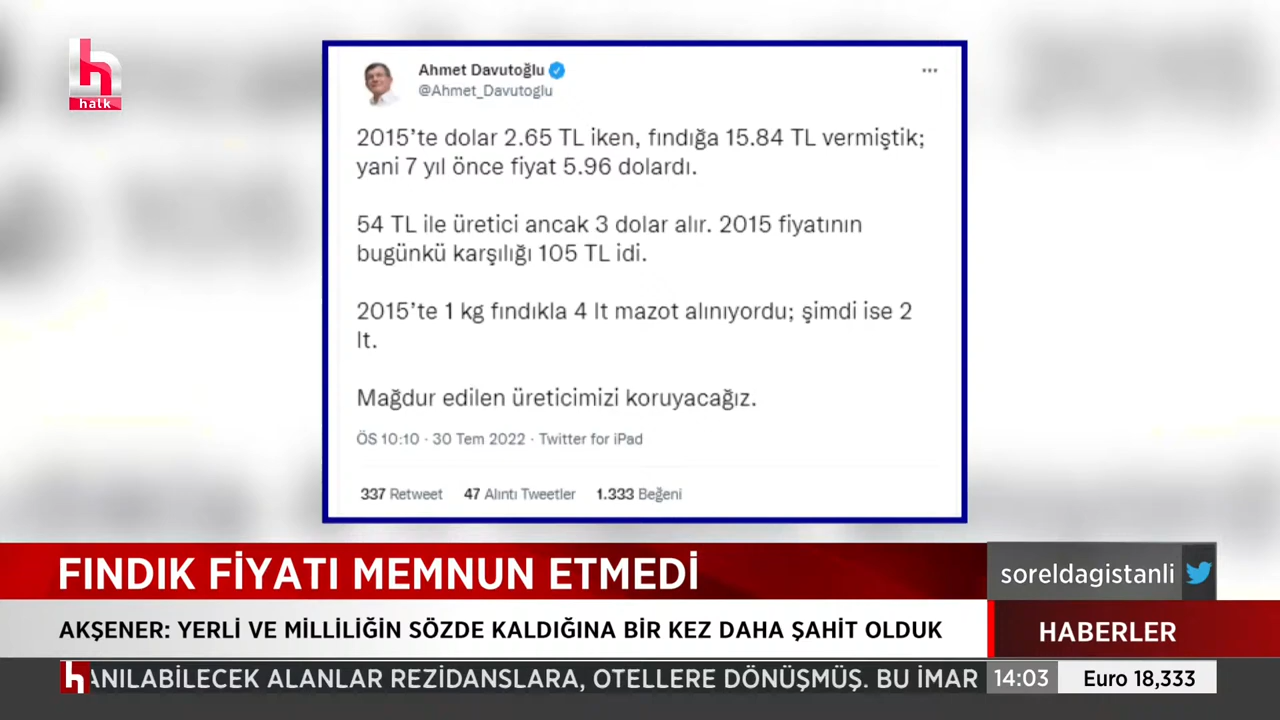 h
halk
Ahmet Davutoğlu
@Ahmet_Davutoglu
2015'te dolar 2.65 TL iken, fındığa 15.84 TL vermiştik;
yani 7 yıl önce fiyat 5.96 dolardı.
54 TL ile üretici ancak 3 dolar alır. 2015 fiyatının
bugünkü karşılığı 105 TL idi.
2015'te 1 kg fındıkla 4 lt mazot alınıyordu; şimdi ise 2
lt.
Mağdur edilen üreticimizi koruyacağız.
ÖS 10:10 · 30 Tem 2022 · Twitter for iPad
337 Retweet 47 Alıntı Tweetler 1.333 Beğeni
FINDIK FİYATI MEMNUN ETMEDİ
soreldagistanli
AKŞENER: YERLİ VE MİLLİLİĞİN SÖZDE KALDIĞINA BİR KEZ DAHA ŞAHİT OLDUK
HABERLER
h ANILABİLECEK ALANLAR REZİDANSLARA, OTELLERE DÖNÜŞMÜŞ. BU İMAR
14:03 Euro 18,333